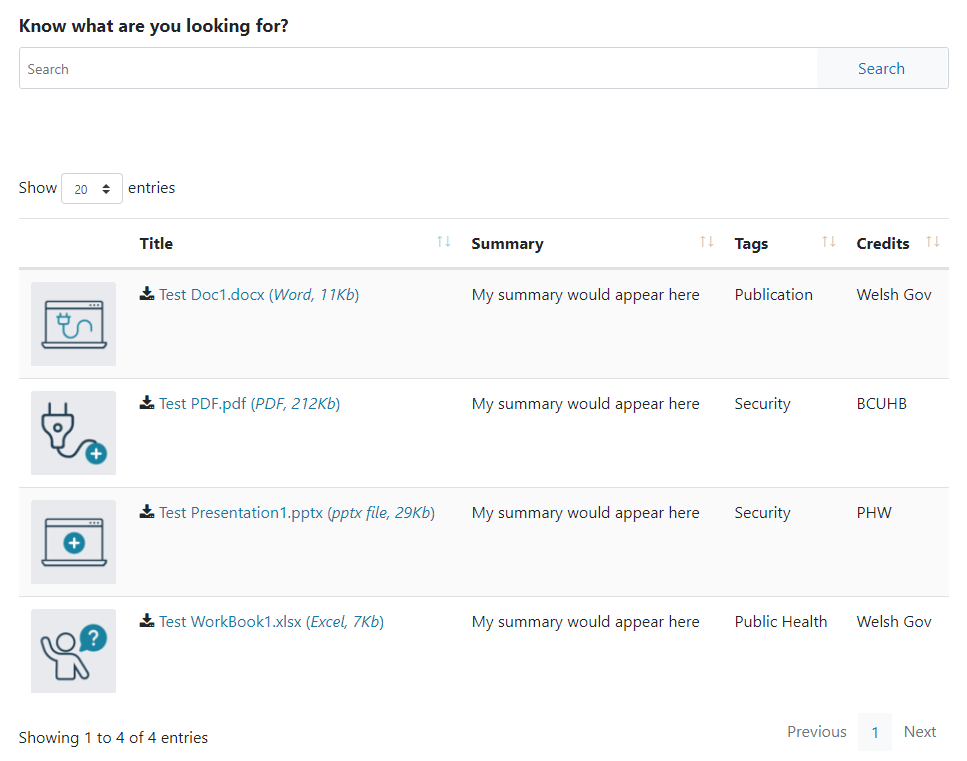 Know what are you looking for?
Search Search
Show 20 entries
Title Summary Tags Credits
Test Doc1.docx (Word, 11Kb) My summary would appear here Publication Welsh Gov
Test PDF.pdf (PDF, 212Kb) My summary would appear here Security BCUHB
Test Presentation1.pptx (pptx file, 29Kb) My summary would appear here Security PHW
? Test WorkBook1.xlsx (Excel, 7Kb) My summary would appear here Public Health Welsh Gov
Showing 1 to 4 of 4 entries Previous 1 Next